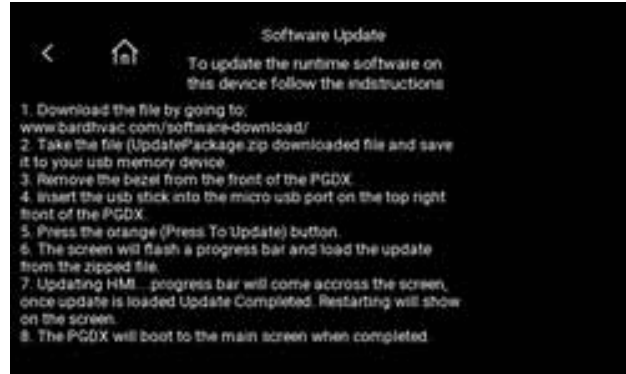 Software Update
To update the runtime software on
this device follow the indstructions
1. Download the file by going to:
www.bardhvac.com/software-download/
2. Take the file (UpdatePackage.zip downloaded file and save
it to your usb memory device.
3. Remove the bezel from the front of the PGDX.
4. Insert the usb stick into the micro usb port on the top right
front of the PGDX.
5. Press the orange (Press To Update) button.
6. The screen will flash a progress bar and load the update
from the zipped file.
7. Updating HMI... progress bar will come accross the screen,
once update is loaded Update Completed. Restarting will show
on the screen.
8. The PGDX will boot to the main screen when completed.